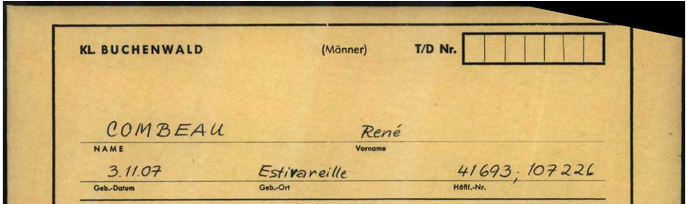 KL. BUCHENWALD (Männer) T/D Nr.
COMBEAU René
NAME Vorname
3.11.07 Estivareille 41693; 107226
Geb.-Datum Geb.-Ort Häftl.-Nr.